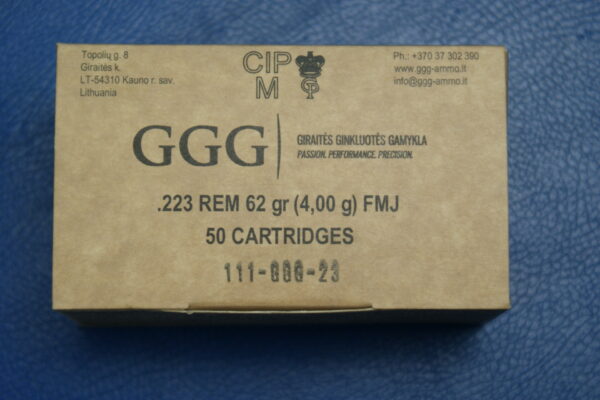 Topolių g. 8
Giraitės k.
LT-54310 Kauno r. sav.
Lithuania
CIP
M
Ph.: +370 37 302 390
www.ggg-ammo.lt
info@ggg-ammo.lt
GGG
GIRAITĖS GINKLUOTĖS GAMYKLA
PASSION. PERFORMANCE. PRECISION.
.223 REM 62 gr (4,00 g) FMJ
50 CARTRIDGES
111-GGG-23